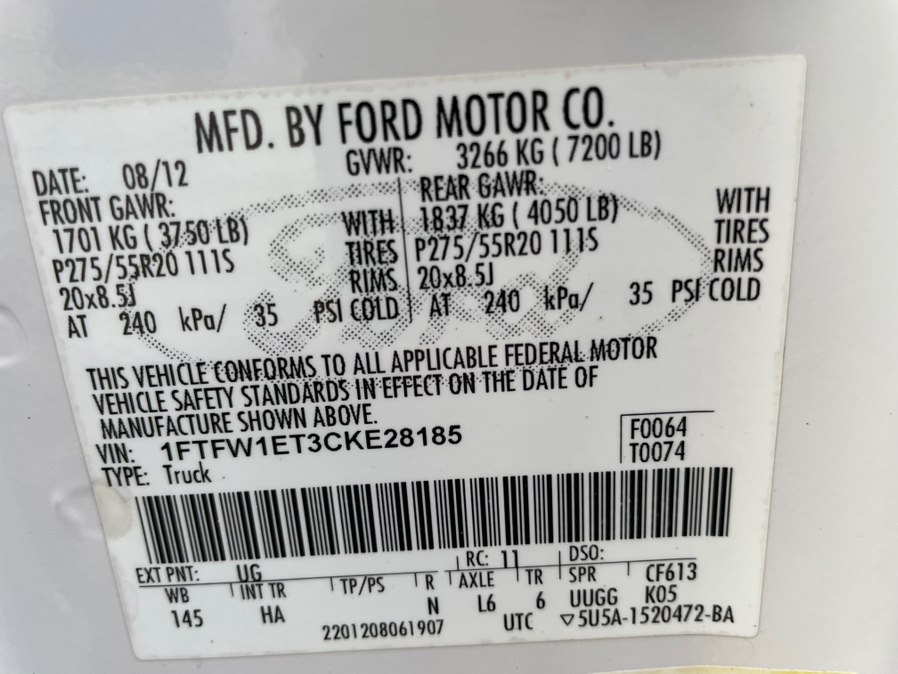 MFD. BY FORD MOTOR CO.
DATE: 08/12 GVWR: 3266 KG ( 7200 LB)
FRONT GAWR: REAR GAWR:
1701 KG ( 3750 LB) WITH 1837 KG ( 4050 LB) WITH
P275/55R20 111S TIRES P275/55R20 111S TIRES
20x8.5J RIMS 20x8.5J RIMS
AT 240 kPa/ 35 PSI COLD AT 240 kPa/ 35 PSI COLD
Ford
THIS VEHICLE CONFORMS TO ALL APPLICABLE FEDERAL MOTOR
VEHICLE SAFETY STANDARDS IN EFFECT ON THE DATE OF
MANUFACTURE SHOWN ABOVE.
VIN: 1FTFW1ET3CKE28185 F0064
TYPE: Truck T0074
EXT PNT: UG RC: 11 DSO:
WB INT TR TP/PS R AXLE TR SPR CF613
145 HA N L6 6 UUGG K05
2201208061907 UTC ▽5U5A-1520472-BA